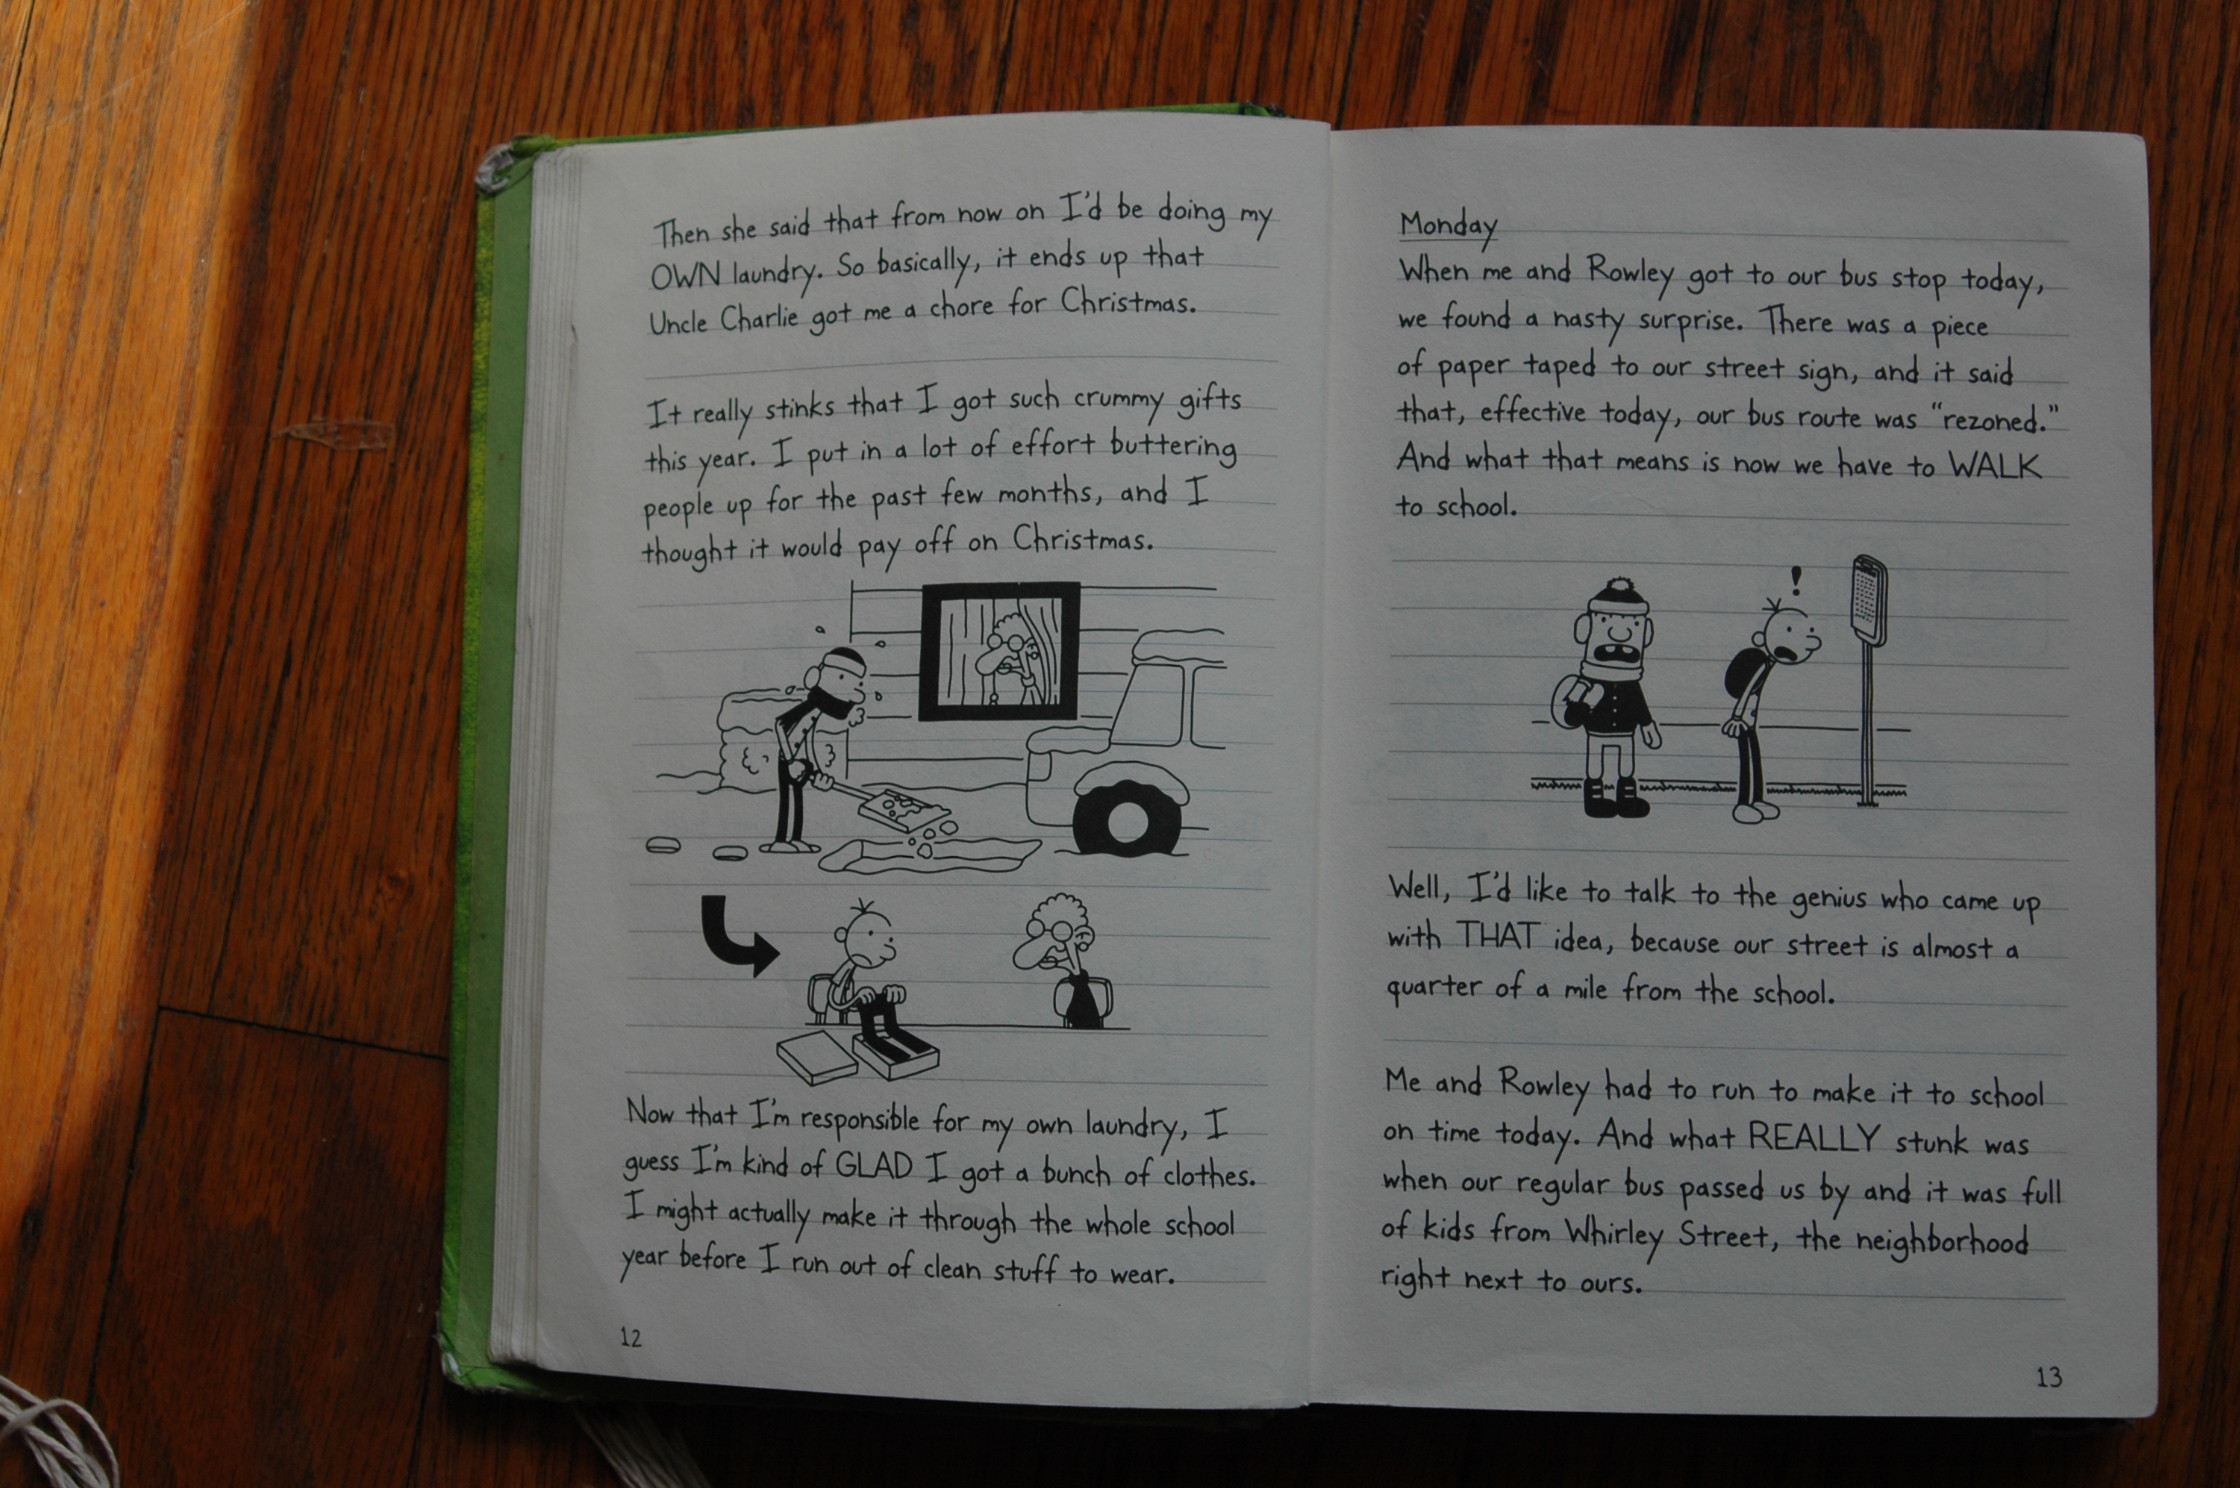 Then she said that from now on I'd be doing my
OWN laundry. So basically, it ends up that
Uncle Charlie got me a chore for Christmas.
It really stinks that I got such crummy gifts
this year. I put in a lot of effort buttering
people up for the past few months, and I
thought it would pay off on Christmas.
Now that I'm responsible for my own laundry, I
guess I'm kind of GLAD I got a bunch of clothes.
I might actually make it through the whole school
year before I run out of clean stuff to wear.
12
Monday
When me and Rowley got to our bus stop today,
we found a nasty surprise. There was a piece
of paper taped to our street sign, and it said
that, effective today, our bus route was "rezoned."
And what that means is now we have to WALK
to school.
!
Well, I'd like to talk to the genius who came up
with THAT idea, because our street is almost a
quarter of a mile from the school.
Me and Rowley had to run to make it to school
on time today. And what REALLY stunk was
when our regular bus passed us by and it was full
of kids from Whirley Street, the neighborhood
right next to ours.
13